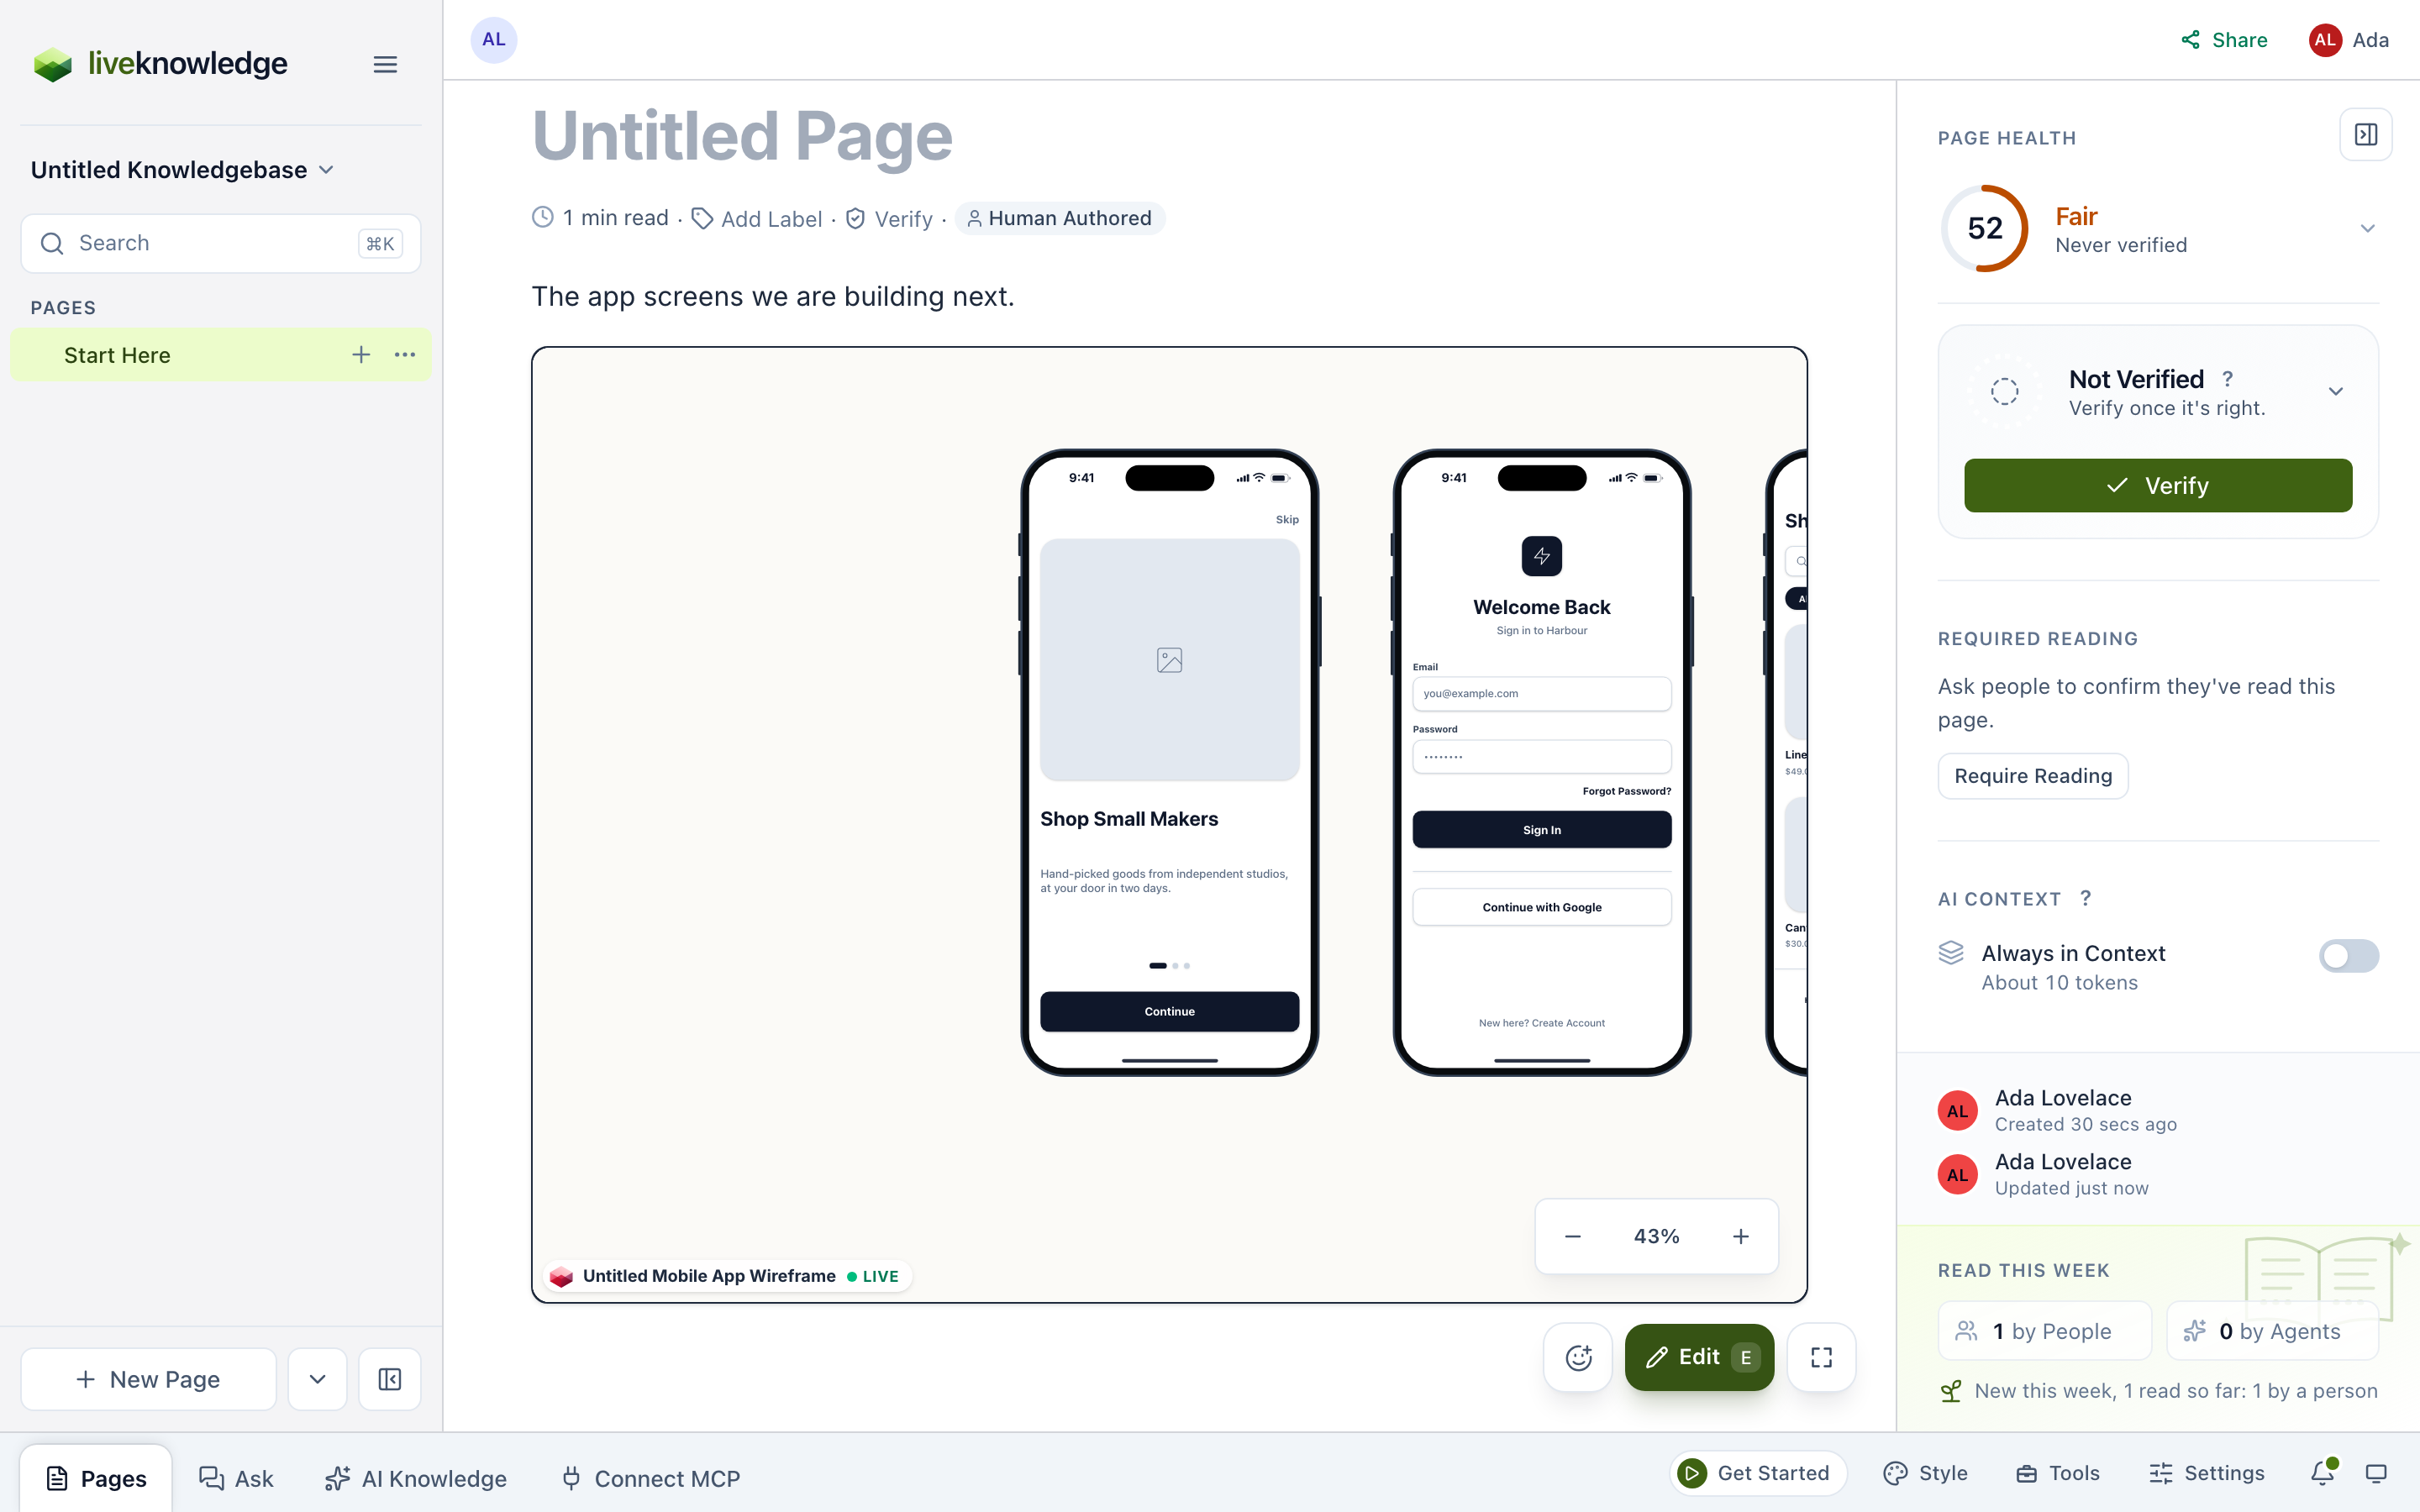 liveknowledge
Untitled Knowledgebase
Search
⌘K
PAGES
Start Here
New Page
AL
Share
AL
Ada
Untitled Page
1 min read · Add Label · Verify · Human Authored
The app screens we are building next.
9:41
Skip
Shop Small Makers
Hand-picked goods from independent studios,
at your door in two days.
Continue
9:41
Welcome Back
Sign in to Harbour
Email
you@example.com
Password
Forgot Password?
Sign In
Continue with Google
New here? Create Account
Sh
A
Line
$49.0
Can
$30.0
43%
Untitled Mobile App Wireframe
LIVE
Edit E
PAGE HEALTH
52
Fair
Never verified
Not Verified ?
Verify once it's right.
Verify
REQUIRED READING
Ask people to confirm they've read this
page.
Require Reading
AI CONTEXT ?
Always in Context
About 10 tokens
AL
Ada Lovelace
Created 30 secs ago
AL
Ada Lovelace
Updated just now
READ THIS WEEK
1 by People
0 by Agents
New this week, 1 read so far: 1 by a person
Pages
Ask
AI Knowledge
Connect MCP
Get Started
Style
Tools
Settings